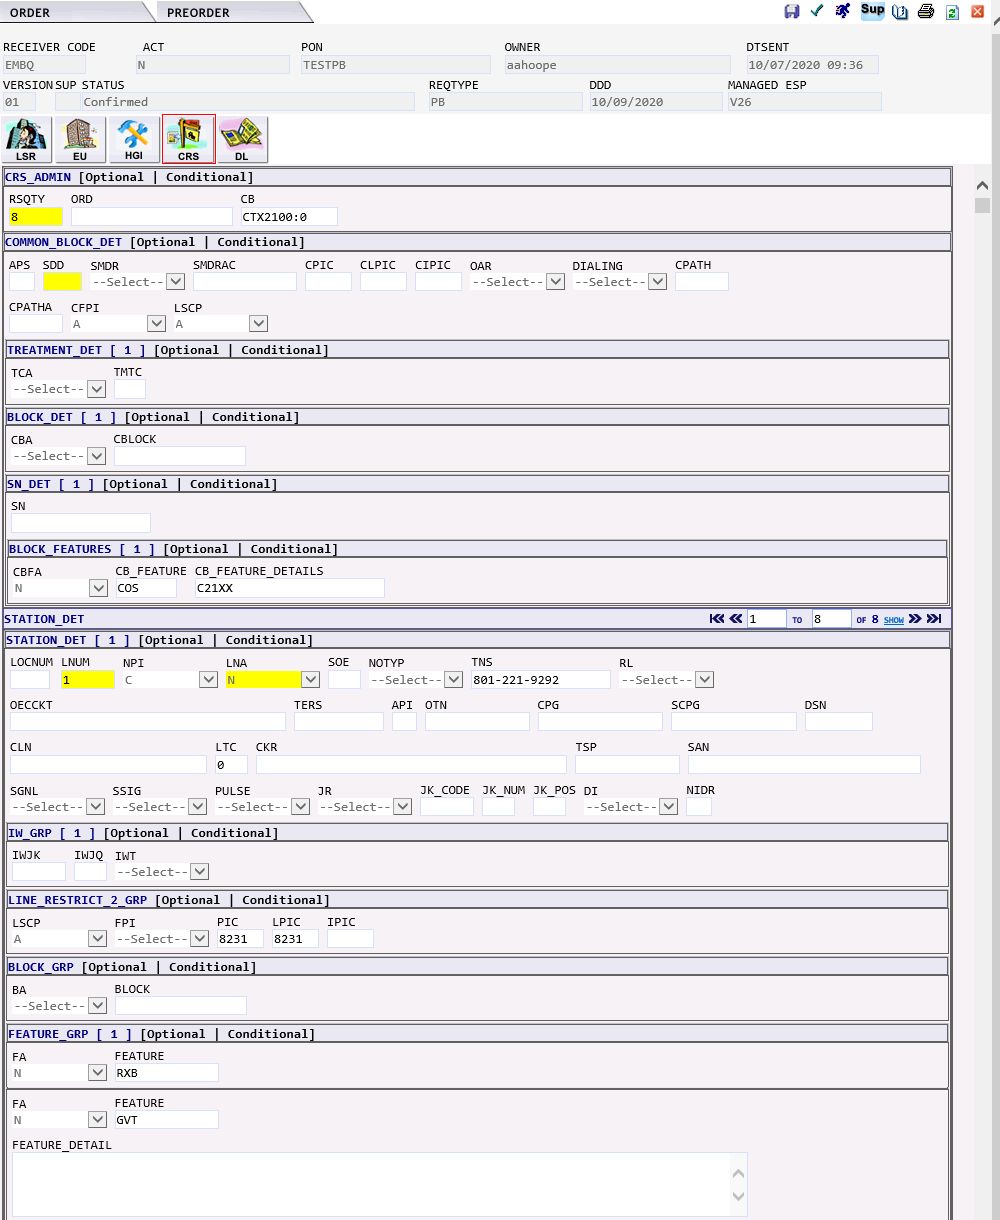 ORDER PREORDER Sup
RECEIVER CODE ACT PON OWNER DTSENT
EMBQ N TESTPB aahoope 10/07/2020 09:36
VERSION SUP STATUS REQTYPE DDD MANAGED ESP
01 Confirmed PB 10/09/2020 V26
LSR EU HGI CRS DL
CRS_ADMIN [Optional | Conditional]
RSQTY ORD CB
8 CTX2100:0
COMMON_BLOCK_DET [Optional | Conditional]
APS SDD SMDR SMDRAC CPIC CLPIC CIPIC OAR DIALING CPATH
--Select-- --Select-- --Select--
CPATHA CFPI LSCP
A A
TREATMENT_DET [ 1 ] [Optional | Conditional]
TCA TMTC
--Select--
BLOCK_DET [ 1 ] [Optional | Conditional]
CBA CBLOCK
--Select--
SN_DET [ 1 ] [Optional | Conditional]
SN
BLOCK_FEATURES [ 1 ] [Optional | Conditional]
CBFA CB_FEATURE CB_FEATURE_DETAILS
N COS C21XX
STATION_DET 1 TO 8 OF 8 SHOW
STATION_DET [ 1 ] [Optional | Conditional]
LOCNUM LNUM NPI LNA SOE NOTYP TNS RL
1 C N --Select-- 801-221-9292 --Select--
OECCKT TERS API OTN CPG SCPG DSN
CLN LTC CKR TSP SAN
0
SGNL SSIG PULSE JR JK_CODE JK_NUM JK_POS DI NIDR
--Select-- --Select-- --Select-- --Select-- --Select--
IW_GRP [ 1 ] [Optional | Conditional]
IWJK IWJQ IWT
--Select--
LINE_RESTRICT_2_GRP [Optional | Conditional]
LSCP FPI PIC LPIC IPIC
A --Select-- 8231 8231
BLOCK_GRP [Optional | Conditional]
BA BLOCK
--Select--
FEATURE_GRP [ 1 ] [Optional | Conditional]
FA FEATURE
N RXB
FA FEATURE
N GVT
FEATURE_DETAIL